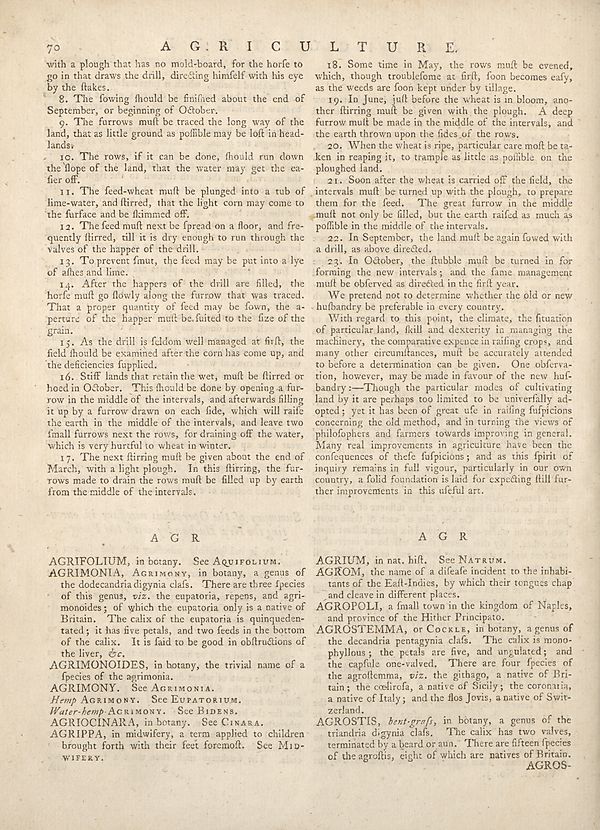 70 A G R I C U L T U R E.
with a plough that has no mold-board, for the horſe to
go in that draws the drill, directing himſelf with his eye
by the ſtakes.
8. The ſowing ſhould be finiſhed about the end of
September, or beginning of October.
9. The furrows muſt be traced the long way of the
land, that as little ground as poſſible may be loſt in head-
lands.
10. The rows, if it can be done, ſhould run down
the ſlope of the land, that the water may get the ea-
ſier off.
11. The ſeed-wheat muſt be plunged into a tub of
lime-water, and ſtirred, that the light corn may come to
the ſurface and be ſkimmed off.
12. The ſeed muſt next be ſpread on a floor, and fre-
quently ſtirred, till it is dry enough to run through the
valves of the happer of the drill.
13. To prevent ſmut, the ſeed may be put into a lye
of aſhes and lime.
14. After the happers of the drill are filled, the
horſe muſt go ſlowly along the furrow that was traced.
That a proper quantity of ſeed may be ſown, the a-
perture of the happer muſt be ſuited to the ſize of the
grain.
15. As the drill is ſeldom well managed at firſt, the
field ſhould be examined after the corn has come up, and
the deficiencies ſupplied.
16. Stiff lands that retain the wet, muſt be ſtirred or
hoed in October. This ſhould be done by opening a fur-
row in the middle of the intervals, and afterwards filling
it up by a furrow drawn on each ſide, which will raiſe
the earth in the middle of the intervals, and leave two
ſmall furrows next the rows, for draining off the water,
which is very hurtful to wheat in winter.
17. The next ſtirring muſt be given about the end of
March, with a light plough. In this ſtirring, the fur-
rows made to drain the rows muſt be filled up by earth
from the middle of the intervals.
18. Some time in May, the rows muſt be evened,
which, though troubleſome at firſt, ſoon becomes eaſy,
as the weeds are ſoon kept under by tillage.
19. In June, juſt before the wheat is in bloom, ano-
ther ſtirring muſt be given with the plough. A deep
furrow muſt be made in the middle of the intervals, and
the earth thrown upon the ſides of the rows.
20. When the wheat is ripe, particular care moſt be ta-
ken in reaping it, to trample as little as poſſible on the
ploughed land.
21. Soon after the wheat is carried off the field, the
intervals muſt be turned up with the plough, to prepare
them for the ſeed. The great furrow in the middle
muſt not only be filled, but the earth raiſed as much as
poſſible in the middle of the intervals.
22. In September, the land muſt be again ſowed with
a drill, as above directed.
23. In October, the ſtubble muſt be turned in for
forming the new intervals; and the ſame management
muſt be obſerved as directed in the firſt year.
We pretend not to determine whether the old or new
huſbandry be preferable in every country.
With regard to this point, the climate, the ſituation
of particular land, ſkill and dexterity in managing the
machinery, the comparative expence in raiſing crops, and
many other circumſtances, muſt be accurately attended
to before a determination can be given. One obſerva-
tion, however, may be made in favour of the new huſ-
bandry:—Though the particular modes of cultivating
land by it are perhaps too limited to be univerſally ad-
opted; yet it has been of great uſe in raiſing ſuſpicions
concerning the old method, and in turning the views of
philoſophers and farmers towards improving in general.
Many real improvements in agriculture have been the
conſequences of theſe ſuſpicions; and as this ſpirit of
inquiry remains in full vigour, particularly in our own
country, a ſolid foundation is laid for expecting ſtill fur-
ther improvements in this uſeful art.
A G R
AGRIFOLIUM, in botany. See AQUIFOLIUM.
AGRIMONIA, AGRIMONY, in botany, a genus of
the dodecandria digynia claſs. There are three ſpecies
of this genus, viz. the eupatoria, repens, and agri-
monoides; of which the eupatoria only is a native of
Britain. The calix of the eupatoria is quinqueden-
tated; it has five petals, and two ſeeds in the bottom
of the calix. It is ſaid to be good in obſtructions of
the liver, &c.
AGRIMONOIDES, in botany, the trivial name of a
ſpecies of the agrimonia.
AGRIMONY. See AGRIMONIA.
Hemp AGRIMONY. See EUPATORIUM.
Water-hemp AGRIMONY. See BIDENS.
AGRIOCINARA, in botany. See CINARA.
AGRIPPA, in midwifery, a term applied to children
brought forth with their feet foremoſt. See MID-
WIFERY.
A G R
AGRIUM, in nat. hiſt. See NATRUM.
AGROM, the name of a diſeaſe incident to the inhabi-
tants of the Eaſt-Indies, by which their tongues chap
and cleave in different places.
AGROPOLI, a ſmall town in the kingdom of Naples,
and province of the Hither Principato.
AGROSTEMMA, or COCKLE, in botany, a genus of
the decandria pentagynia claſs. The calix is mono-
phyllous; the petals are five, and ungulated; and
the capſule one-valved. There are four ſpecies of
the agroſtemma, viz. the githago, a native of Bri-
tain; the cœliroſa, a native of Sicily; the coronaria,
a native of Italy; and the flos Jovis, a native of Swit-
zerland.
AGROSTIS, bent-graſs, in botany, a genus of the
triandria digynia claſs. The calix has two valves,
terminated by a beard or aun. There are fifteen ſpecies
of the agroſtis, eight of which are natives of Britain.
AGROS-